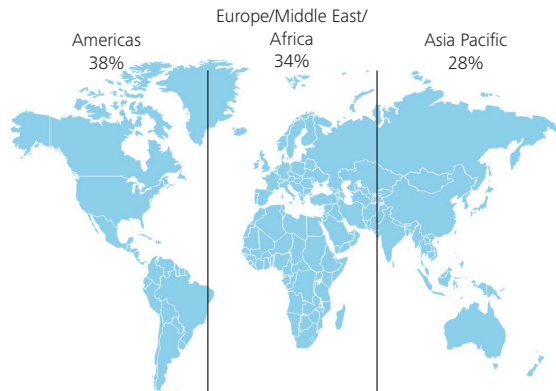 Americas
38%
Europe/Middle East/
Africa
34%
Asia Pacific
28%